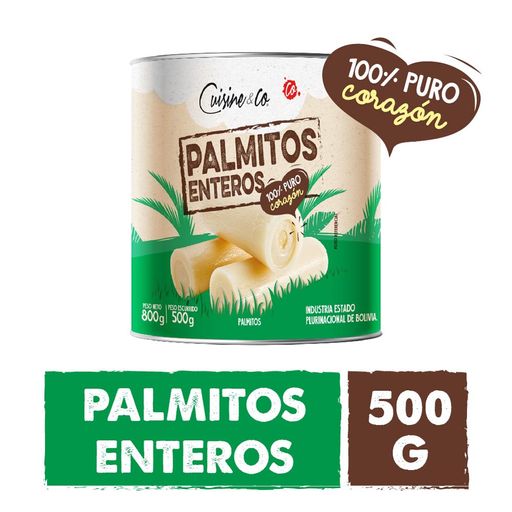 100% PURO
corazón
Cuisine & Co.
Co.
PALMITOS
ENTEROS
100% PURO
corazón
PESO NETO
800g
PESO ESCURRIDO
500g
PALMITOS
INDUSTRIA ESTADO
PLURINACIONAL DE BOLIVIA.
PALMITOS
ENTEROS
500
G